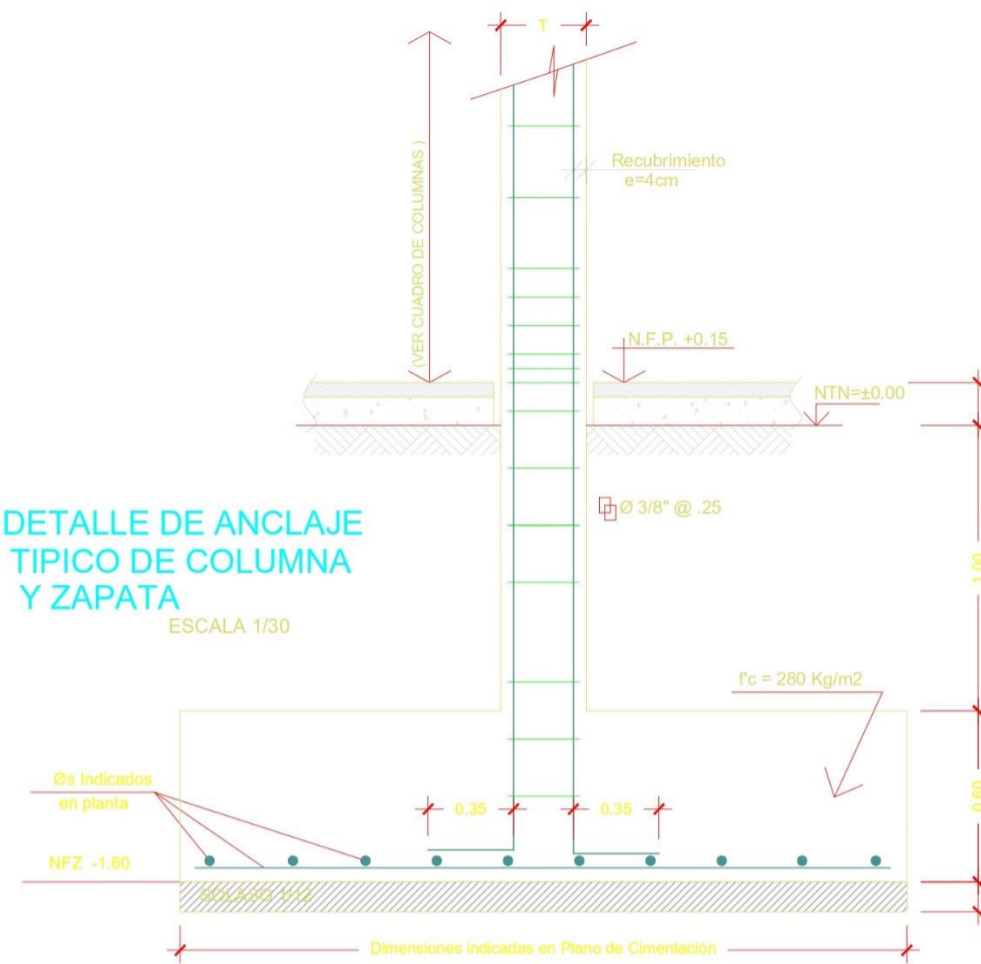 T
(VER CUADRO DE COLUMNAS )
Recubrimiento
e=4cm
N.F.P. +0.15
NTN=±0.00
Ø 3/8" @ .25
DETALLE DE ANCLAJE
TIPICO DE COLUMNA
Y ZAPATA
ESCALA 1/30
1.00
f'c = 280 Kg/m2
Øs Indicados
en planta
0.35
0.35
0.60
NFZ -1.60
SOLADO 1:12
Dimensiones indicadas en Plano de Cimentación